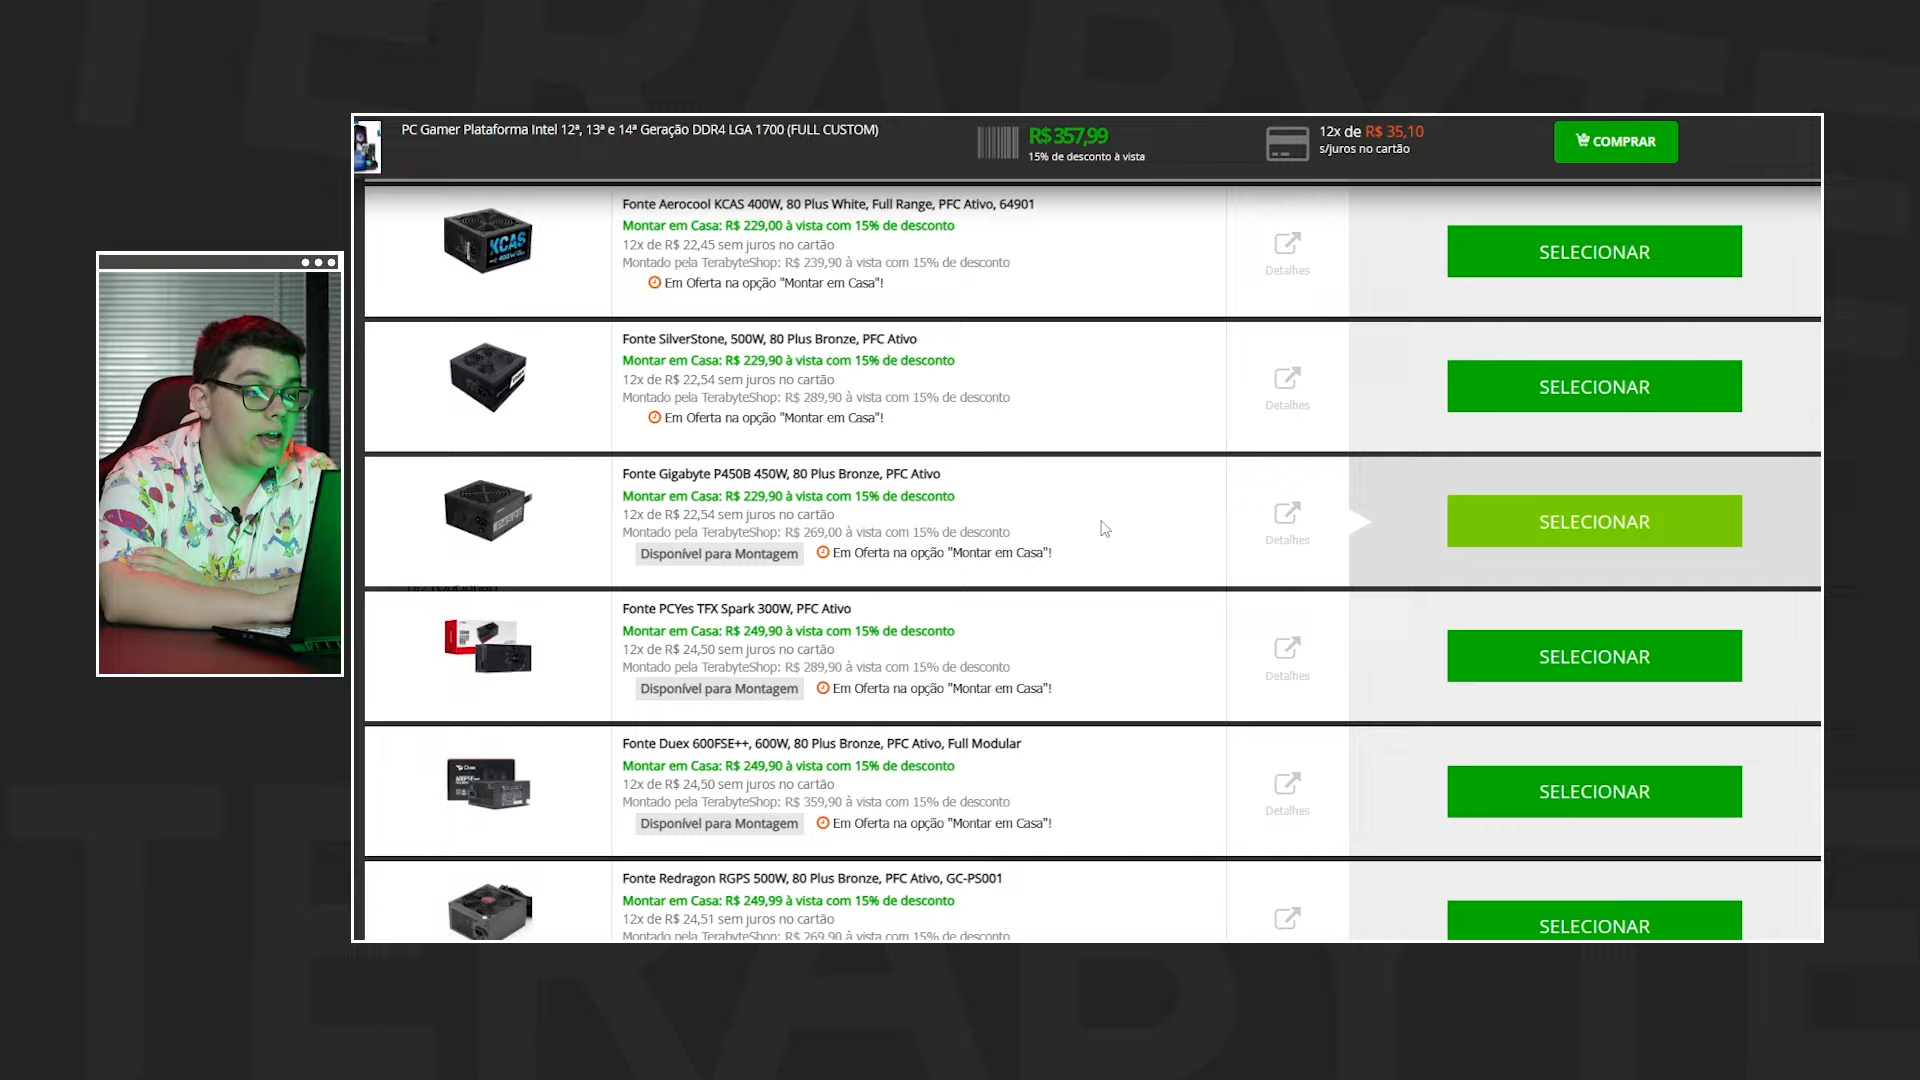 TERABYTE
PC Gamer Plataforma Intel 12ª, 13ª e 14ª Geração DDR4 LGA 1700 (FULL CUSTOM)
R$ 357,99
15% de desconto à vista
12x de R$ 35,10
s/juros no cartão
COMPRAR
Fonte Aerocool KCAS 400W, 80 Plus White, Full Range, PFC Ativo, 64901
Montar em Casa: R$ 229,00 à vista com 15% de desconto
12x de R$ 22,45 sem juros no cartão
Montado pela TerabyteShop: R$ 239,90 à vista com 15% de desconto
Em Oferta na opção "Montar em Casa"!
KCAS
Detalhes
SELECIONAR
Fonte SilverStone, 500W, 80 Plus Bronze, PFC Ativo
Montar em Casa: R$ 229,90 à vista com 15% de desconto
12x de R$ 22,54 sem juros no cartão
Montado pela TerabyteShop: R$ 289,90 à vista com 15% de desconto
Em Oferta na opção "Montar em Casa"!
Detalhes
SELECIONAR
Fonte Gigabyte P450B 450W, 80 Plus Bronze, PFC Ativo
Montar em Casa: R$ 229,90 à vista com 15% de desconto
12x de R$ 22,54 sem juros no cartão
Montado pela TerabyteShop: R$ 269,00 à vista com 15% de desconto
Disponível para Montagem Em Oferta na opção "Montar em Casa"!
Detalhes
SELECIONAR
Fonte PCYes TFX Spark 300W, PFC Ativo
Montar em Casa: R$ 249,90 à vista com 15% de desconto
12x de R$ 24,50 sem juros no cartão
Montado pela TerabyteShop: R$ 289,90 à vista com 15% de desconto
Disponível para Montagem Em Oferta na opção "Montar em Casa"!
Detalhes
SELECIONAR
Fonte Duex 600FSE++, 600W, 80 Plus Bronze, PFC Ativo, Full Modular
Montar em Casa: R$ 249,90 à vista com 15% de desconto
12x de R$ 24,50 sem juros no cartão
Montado pela TerabyteShop: R$ 359,90 à vista com 15% de desconto
Disponível para Montagem Em Oferta na opção "Montar em Casa"!
Duex
Detalhes
SELECIONAR
Fonte Redragon RGPS 500W, 80 Plus Bronze, PFC Ativo, GC-PS001
Montar em Casa: R$ 249,99 à vista com 15% de desconto
12x de R$ 24,51 sem juros no cartão
Montado pela TerabyteShop: R$ 269,90 à vista com 15% de desconto
SELECIONAR
TERABYTE